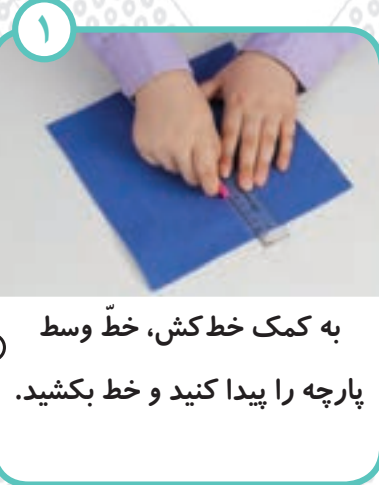 ۱
به کمک خط‌کش، خطّ وسط
پارچه را پیدا کنید و خط بکشید.